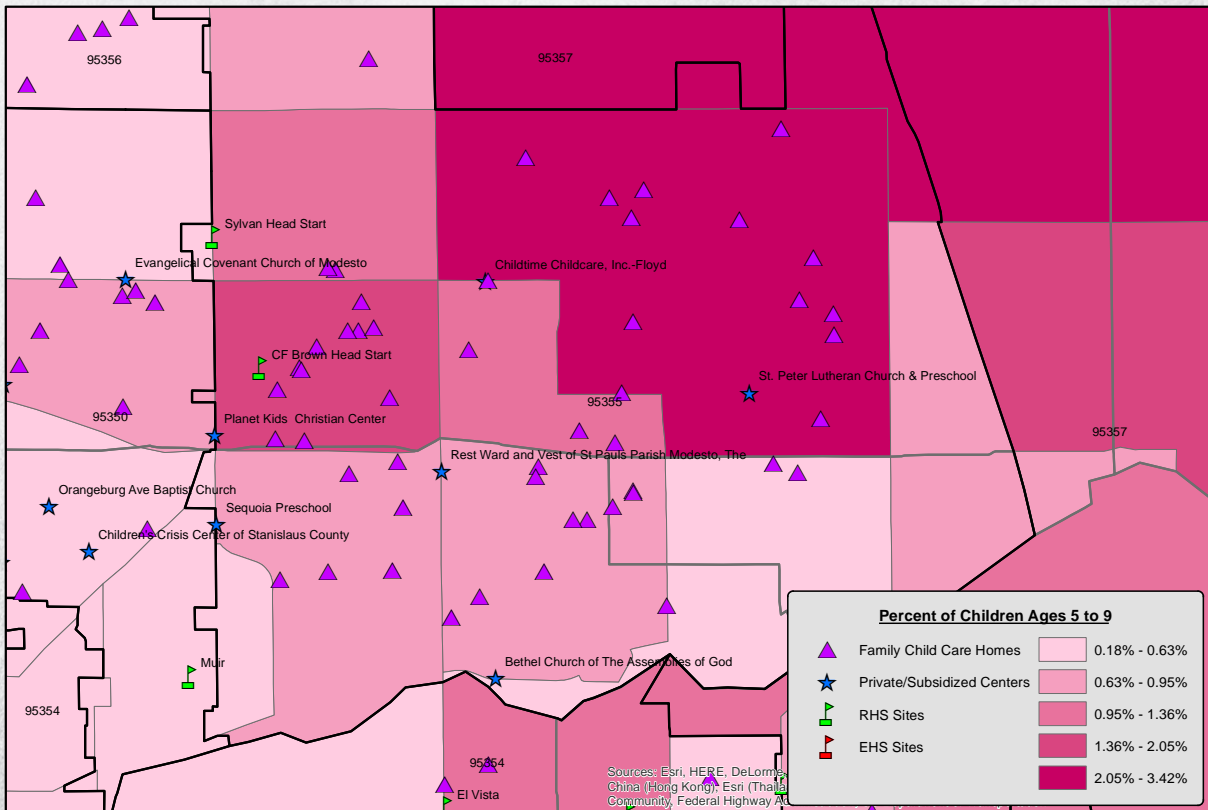 95356
95357
Sylvan Head Start
Evangelical Covenant Church of Modesto
Childtime Childcare, Inc.-Floyd
CF Brown Head Start
St. Peter Lutheran Church & Preschool
95350
Planet Kids Christian Center
95355
95357
Rest Ward and Vest of St Pauls Parish Modesto, The
Orangeburg Ave Baptist Church
Sequoia Preschool
Children's Crisis Center of Stanislaus County
Muir
Bethel Church of The Assemblies of God
95354
95354
El Vista
Percent of Children Ages 5 to 9
Family Child Care Homes
0.18% - 0.63%
Private/Subsidized Centers
0.63% - 0.95%
RHS Sites
0.95% - 1.36%
EHS Sites
1.36% - 2.05%
2.05% - 3.42%
Sources: Esri, HERE, DeLorme,
China (Hong Kong), Esri (Thaila
Community, Federal Highway Ad